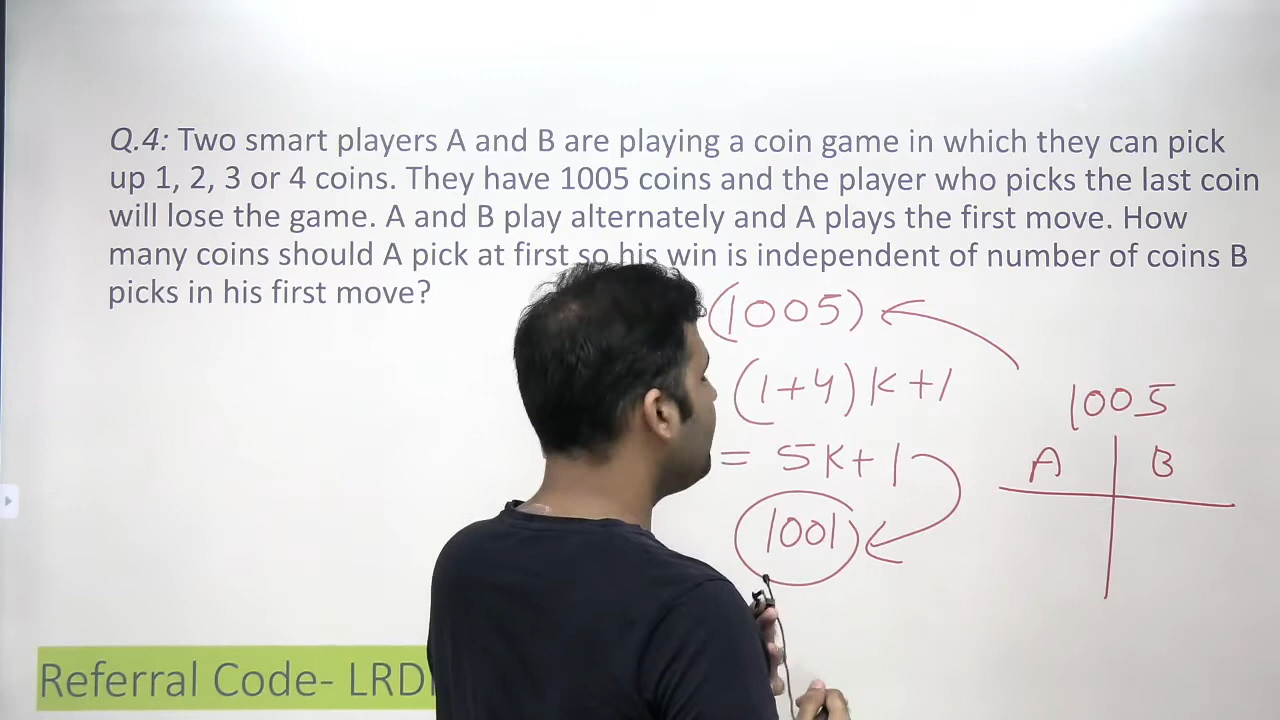 Q.4: Two smart players A and B are playing a coin game in which they can pick
up 1, 2, 3 or 4 coins. They have 1005 coins and the player who picks the last coin
will lose the game. A and B play alternately and A plays the first move. How
many coins should A pick at first so his win is independent of number of coins B
picks in his first move?
(1005)
(1+4)K+1
= 5K+1
1001
1005
A B
Referral Code- LRD